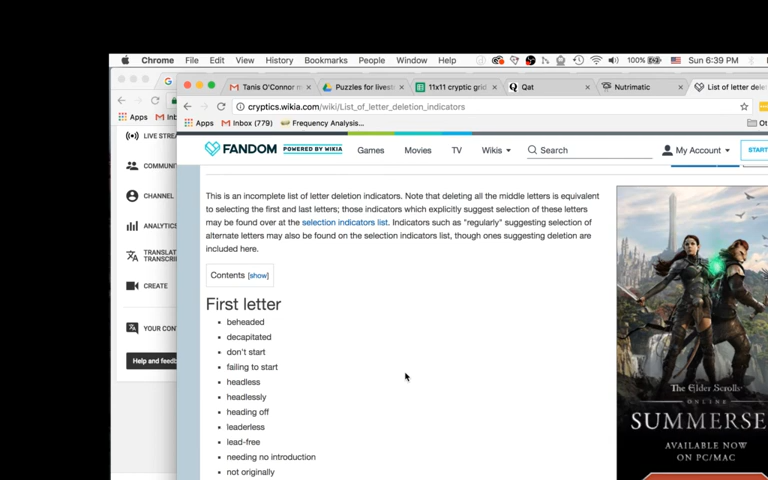 Chrome File Edit View History Bookmarks People Window Help 100% Sun 6:39 PM
Tanis O'Connor m Puzzles for livest 11x11 cryptic grid Qat Nutrimatic List of letter dele
cryptics.wikia.com/wiki/List_of_letter_deletion_indicators
Apps Inbox (779) Frequency Analysis... Ot
Apps Inb
FANDOM POWERED BY WIKIA Games Movies TV Wikis Search My Account START
LIVE STREA
COMMUN
CHANNEL
ANALYTIC
TRANSLAT
TRANSCRIP
CREATE
YOUR CON
Help and feedb
This is an incomplete list of letter deletion indicators. Note that deleting all the middle letters is equivalent
to selecting the first and last letters; those indicators which explicitly suggest selection of these letters
may be found over at the selection indicators list. Indicators such as "regularly" suggesting selection of
alternate letters may also be found on the selection indicators list, though ones suggesting deletion are
included here.
Contents [show]
First letter
beheaded
decapitated
don't start
failing to start
headless
headlessly
heading off
leaderless
lead-free
needing no introduction
not originally
The Elder Scrolls
ONLINE
SUMMERSE
AVAILABLE NOW
ON PC/MAC